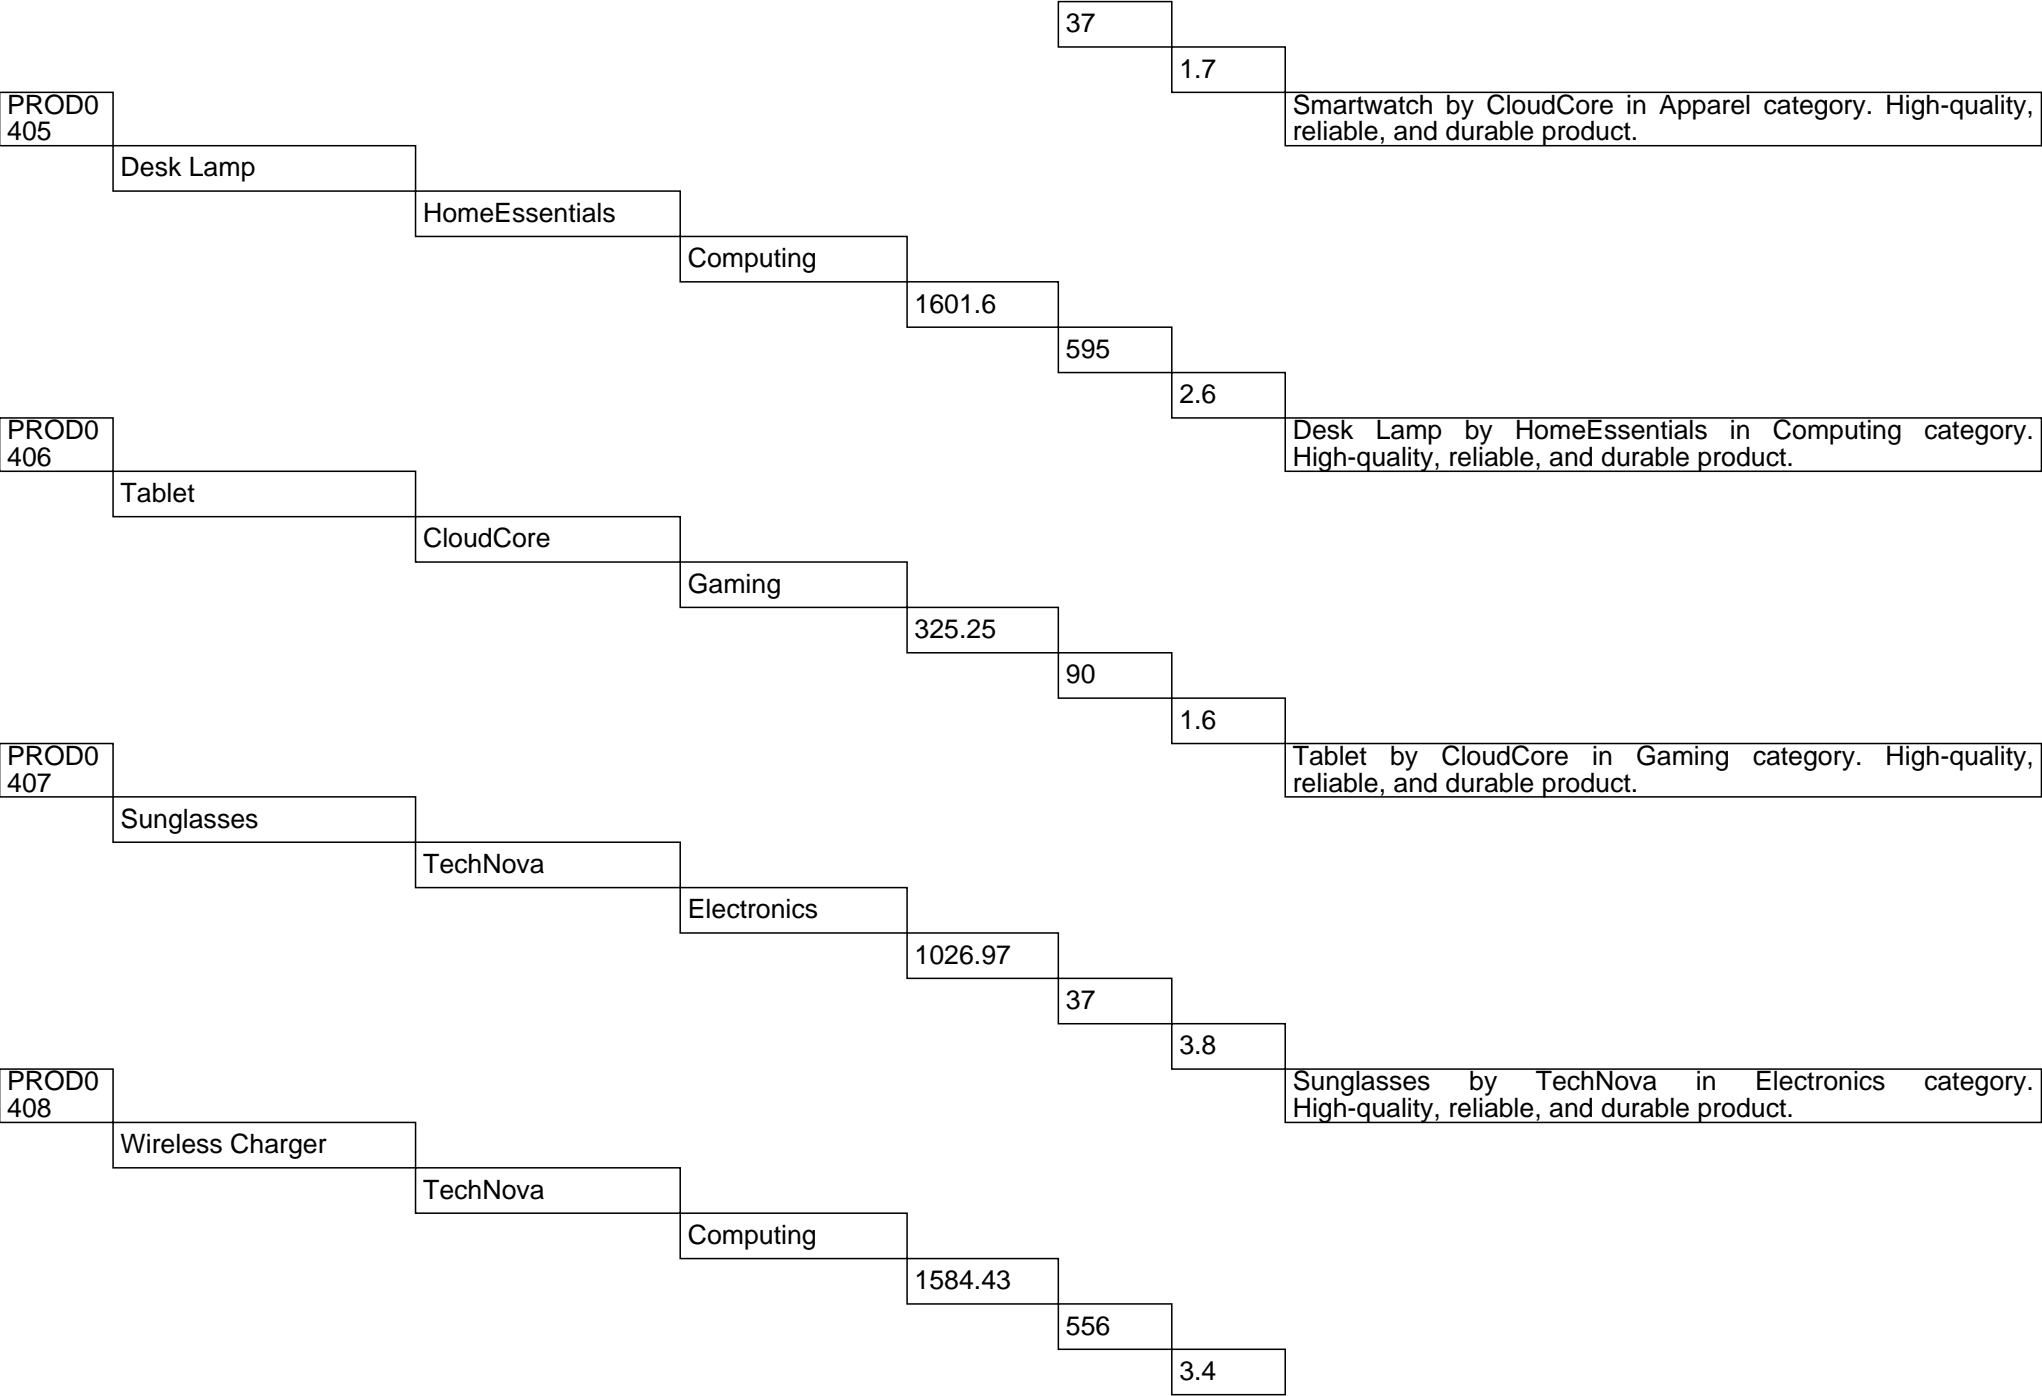 37
1.7
Smartwatch by CloudCore in Apparel category. High-quality,
reliable, and durable product.
PROD0
405
Desk Lamp
HomeEssentials
Computing
1601.6
595
2.6
Desk Lamp by HomeEssentials in Computing category.
High-quality, reliable, and durable product.
PROD0
406
Tablet
CloudCore
Gaming
325.25
90
1.6
Tablet by CloudCore in Gaming category. High-quality,
reliable, and durable product.
PROD0
407
Sunglasses
TechNova
Electronics
1026.97
37
3.8
Sunglasses by TechNova in Electronics category.
High-quality, reliable, and durable product.
PROD0
408
Wireless Charger
TechNova
Computing
1584.43
556
3.4